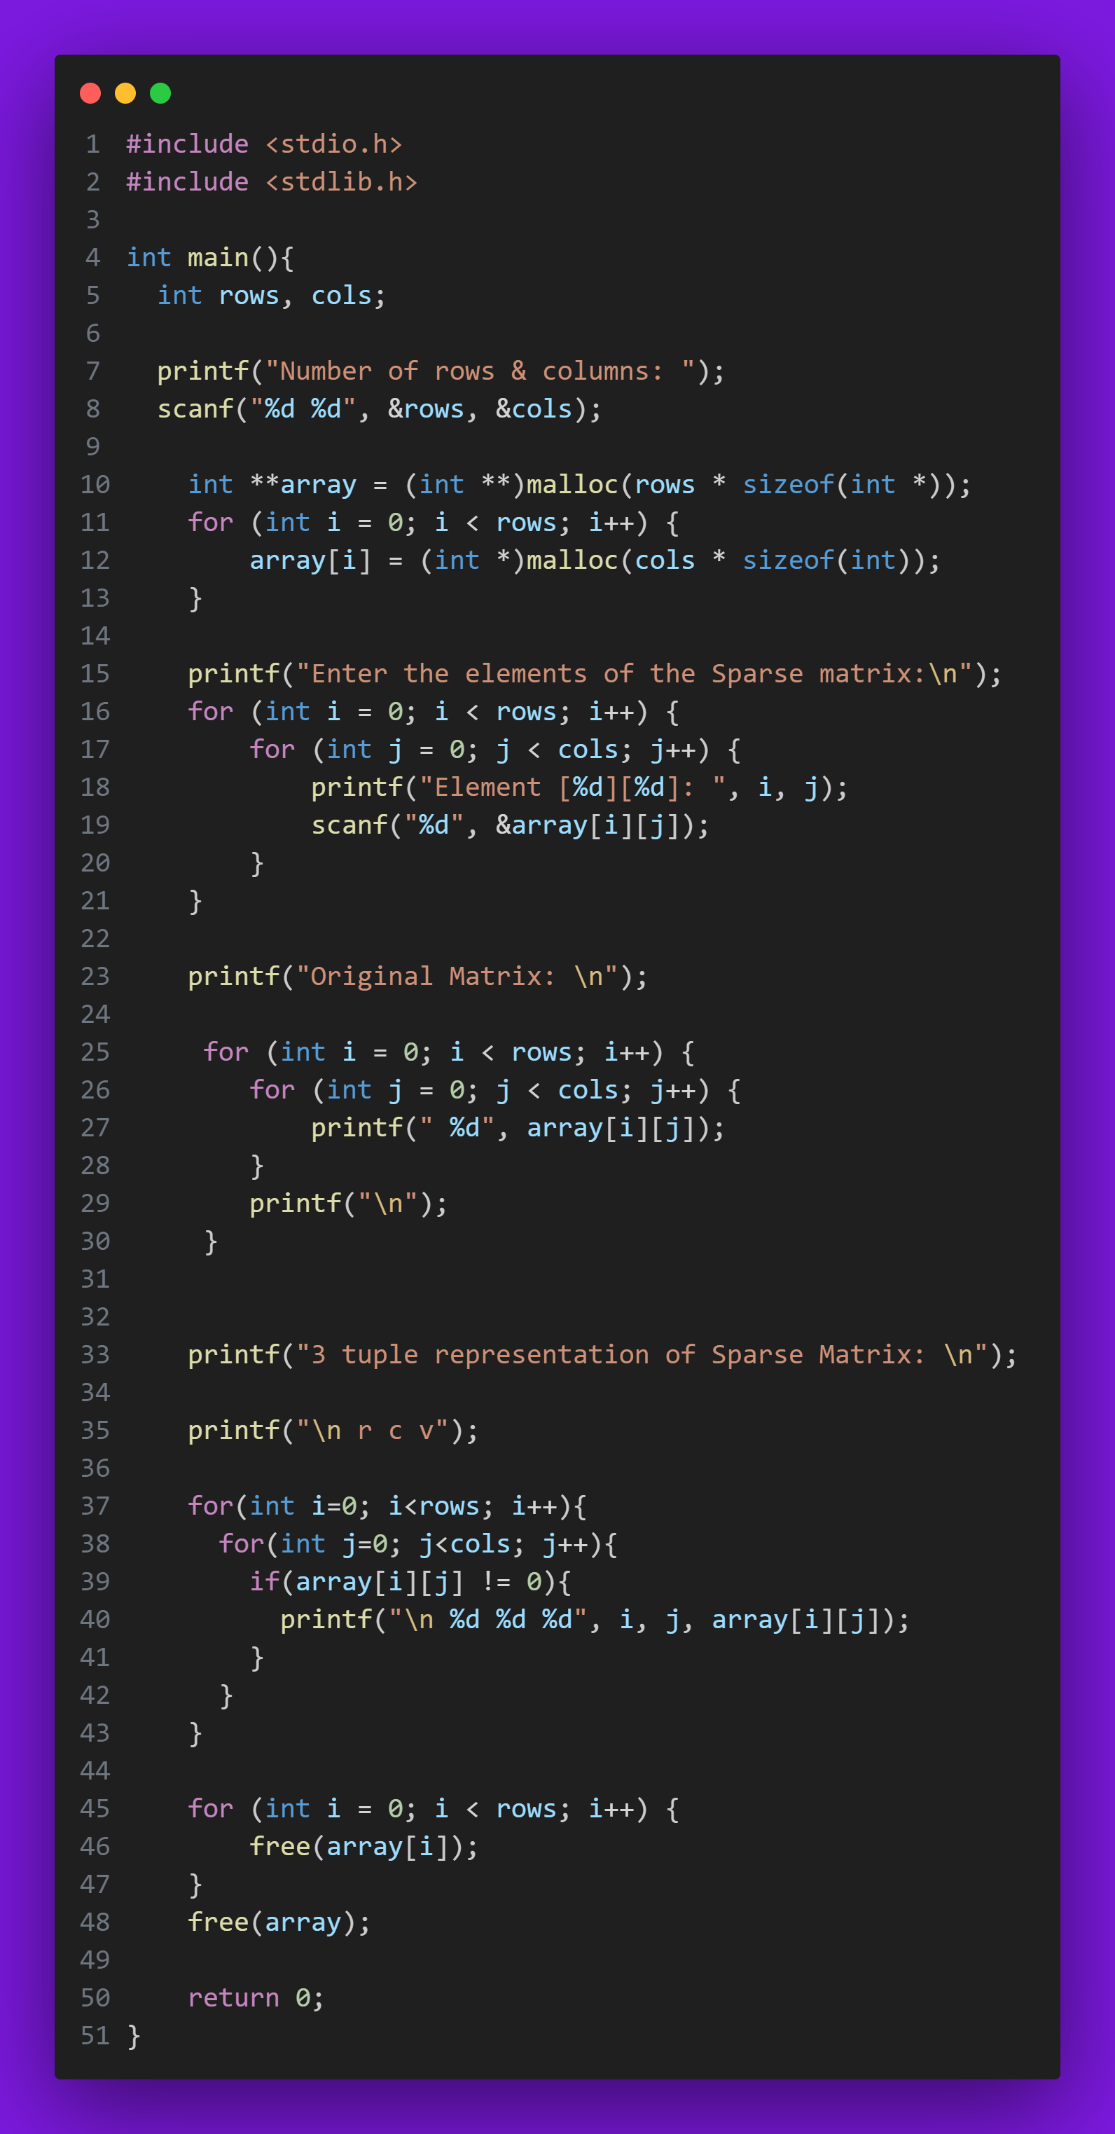 1 #include <stdio.h>
2 #include <stdlib.h>
3
4 int main(){
5   int rows, cols;
6
7   printf("Number of rows & columns: ");
8   scanf("%d %d", &rows, &cols);
9
10     int **array = (int **)malloc(rows * sizeof(int *));
11     for (int i = 0; i < rows; i++) {
12         array[i] = (int *)malloc(cols * sizeof(int));
13     }
14
15     printf("Enter the elements of the Sparse matrix:\n");
16     for (int i = 0; i < rows; i++) {
17         for (int j = 0; j < cols; j++) {
18             printf("Element [%d][%d]: ", i, j);
19             scanf("%d", &array[i][j]);
20         }
21     }
22
23     printf("Original Matrix: \n");
24
25      for (int i = 0; i < rows; i++) {
26         for (int j = 0; j < cols; j++) {
27             printf(" %d", array[i][j]);
28         }
29         printf("\n");
30      }
31
32
33     printf("3 tuple representation of Sparse Matrix: \n");
34
35     printf("\n r c v");
36
37     for(int i=0; i<rows; i++){
38       for(int j=0; j<cols; j++){
39         if(array[i][j] != 0){
40           printf("\n %d %d %d", i, j, array[i][j]);
41         }
42       }
43     }
44
45     for (int i = 0; i < rows; i++) {
46         free(array[i]);
47     }
48     free(array);
49
50     return 0;
51 }